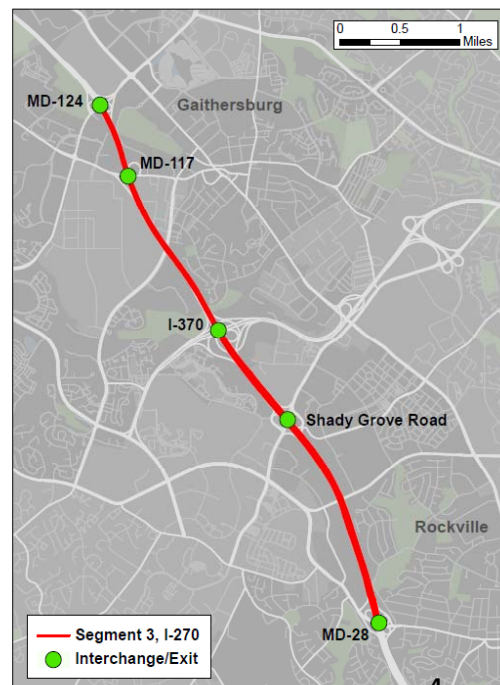 0 0.5 1
Miles
MD-124
Gaithersburg
MD-117
I-370
Shady Grove Road
Rockville
MD-28
Segment 3, I-270
Interchange/Exit